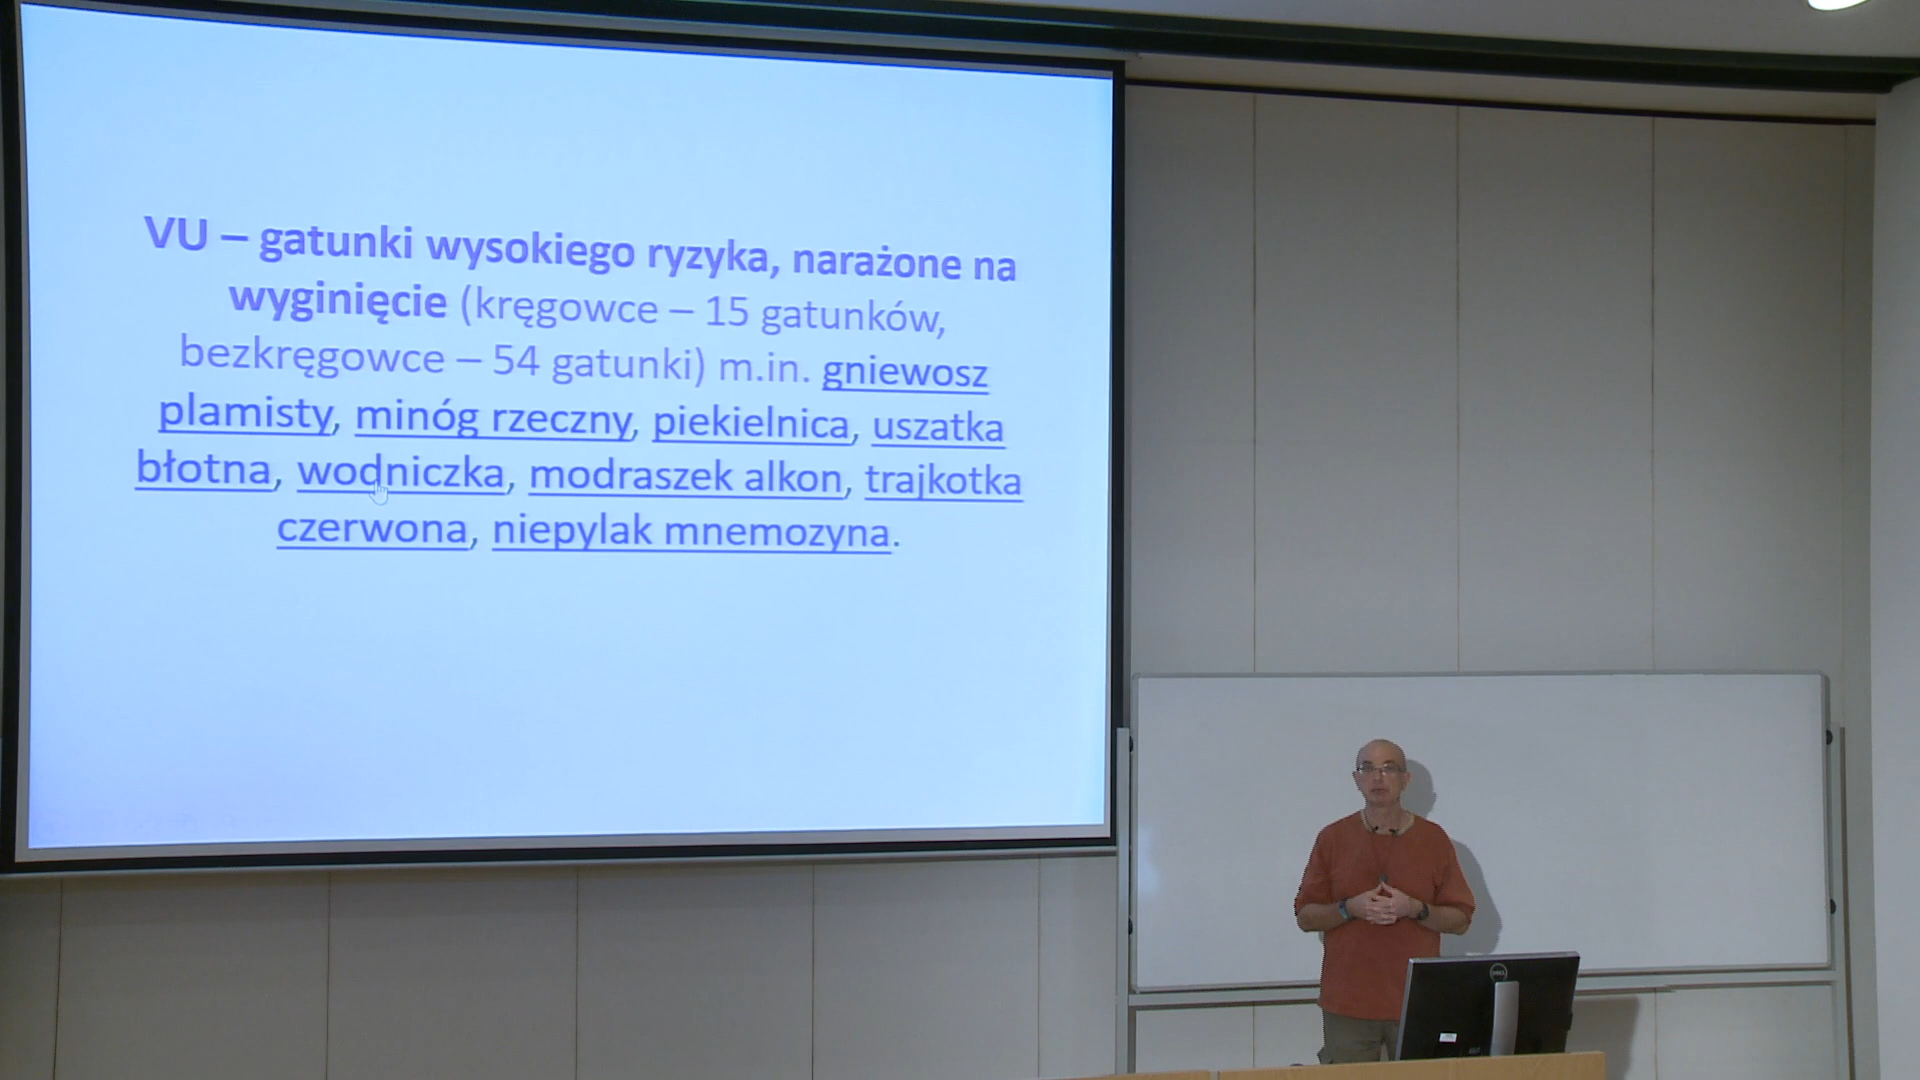 VU – gatunki wysokiego ryzyka, narażone na
wyginięcie (kręgowce – 15 gatunków,
bezkręgowce – 54 gatunki) m.in. gniewosz
plamisty, minóg rzeczny, piekielnica, uszatka
błotna, wodniczka, modraszek alkon, trajkotka
czerwona, niepylak mnemozyna.
DELL